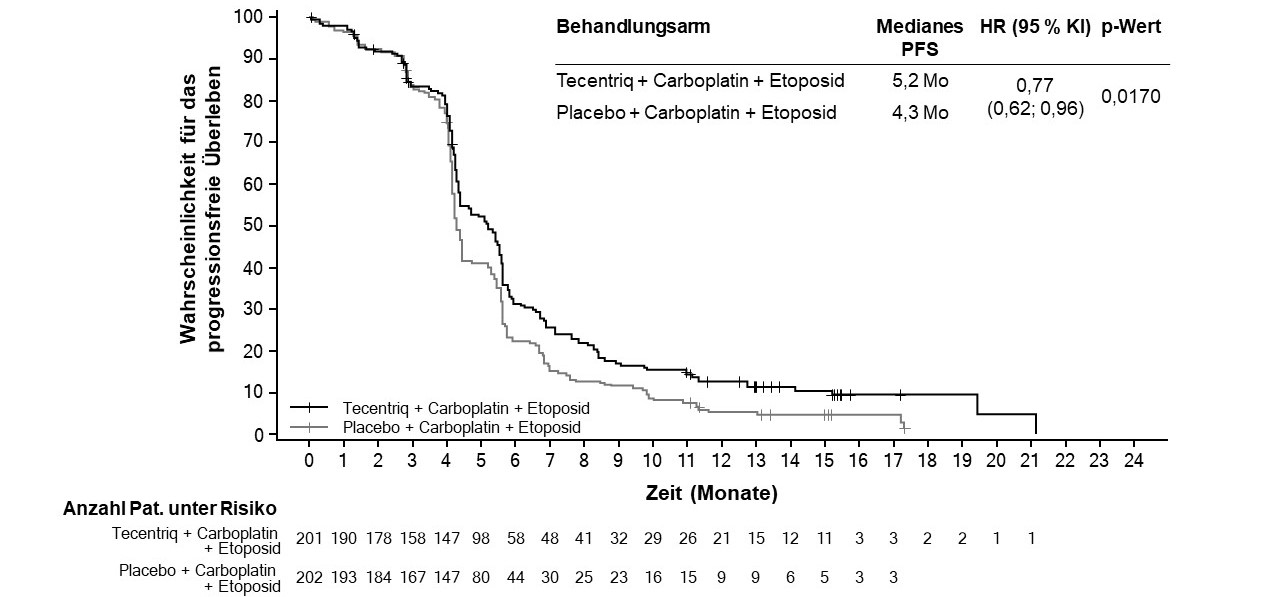 Wahrscheinlichkeit für das
progressionsfreie Überleben
100
90
80
70
60
50
40
30
20
10
0
Behandlungsarm Medianes PFS HR (95 % KI) p-Wert
Tecentriq + Carboplatin + Etoposid 5,2 Mo
Placebo + Carboplatin + Etoposid 4,3 Mo
0,77
(0,62; 0,96)
0,0170
Tecentriq + Carboplatin + Etoposid
Placebo + Carboplatin + Etoposid
0 1 2 3 4 5 6 7 8 9 10 11 12 13 14 15 16 17 18 19 20 21 22 23 24
Zeit (Monate)
Anzahl Pat. unter Risiko
Tecentriq + Carboplatin
+ Etoposid
201 190 178 158 147 98 58 48 41 32 29 26 21 15 12 11 3 3 2 2 1 1
Placebo + Carboplatin
+ Etoposid
202 193 184 167 147 80 44 30 25 23 16 15 9 9 6 5 3 3